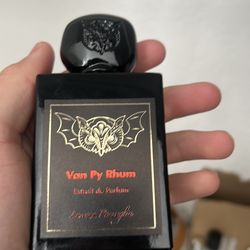 Van Py Rhum
Extrait de Parfum